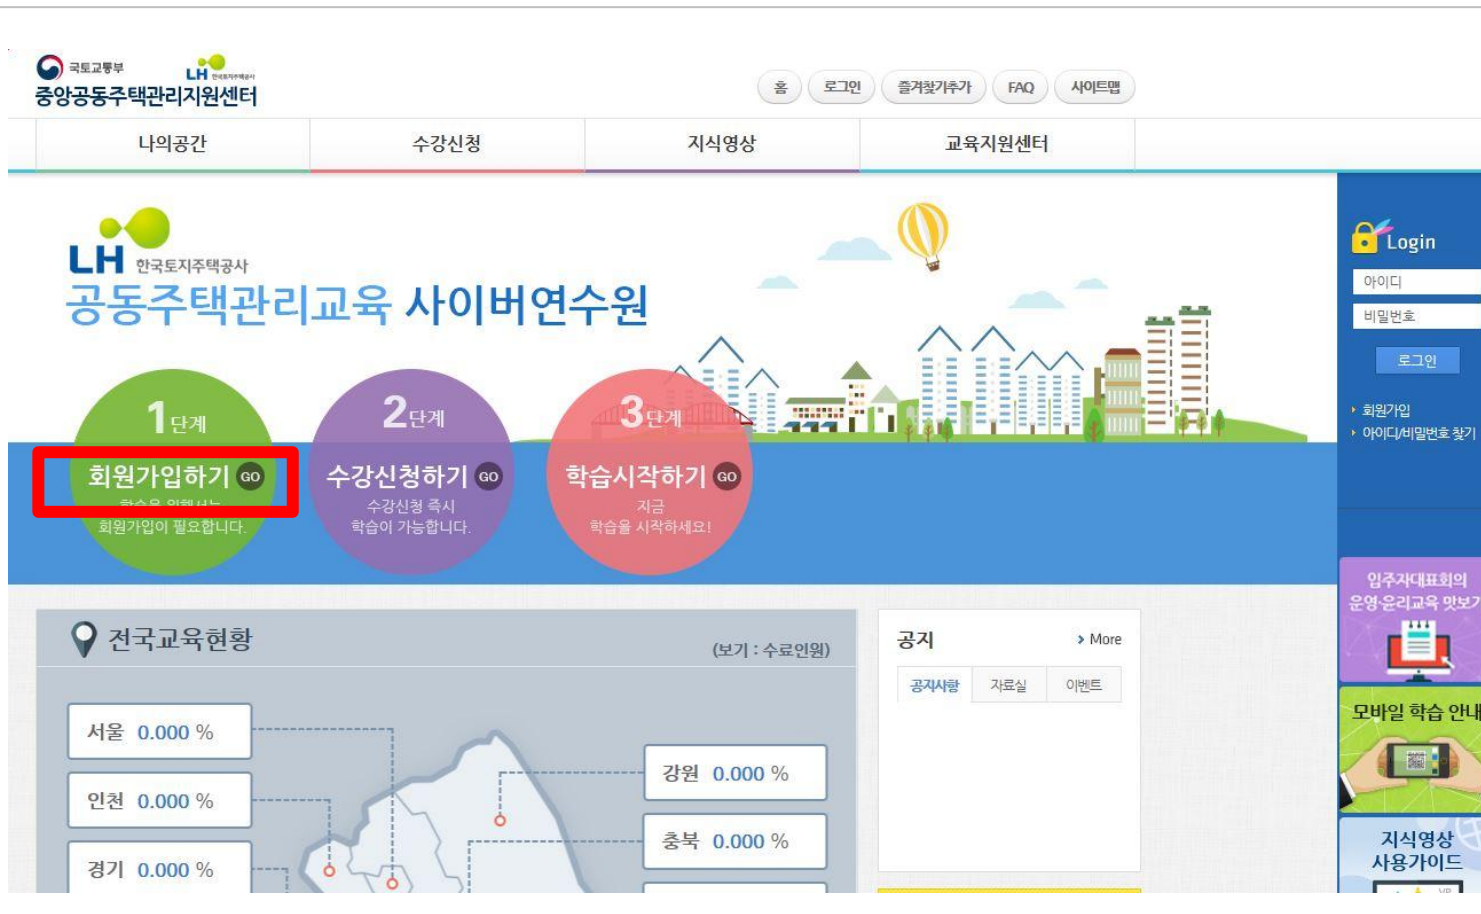 국토교통부
LH
중앙공동주택관리지원센터
홈
로그인
즐겨찾기추가
FAQ
사이트맵
나의공간
수강신청
지식영상
교육지원센터
LH 한국토지주택공사
공동주택관리교육 사이버연수원
1단계
회원가입하기 GO
회원가입이 필요합니다.
2단계
수강신청하기 GO
수강신청 즉시
학습이 가능합니다.
3단계
학습시작하기 GO
지금
학습을 시작하세요!
Login
아이디
비밀번호
로그인
회원가입
아이디/비밀번호 찾기
입주자대표회의
운영·윤리교육 맛보기
모바일 학습 안내
지식영상
사용가이드
전국교육현황
(보기 : 수료인원)
서울 0.000 %
인천 0.000 %
경기 0.000 %
강원 0.000 %
충북 0.000 %
공지
More
공지사항
자료실
이벤트